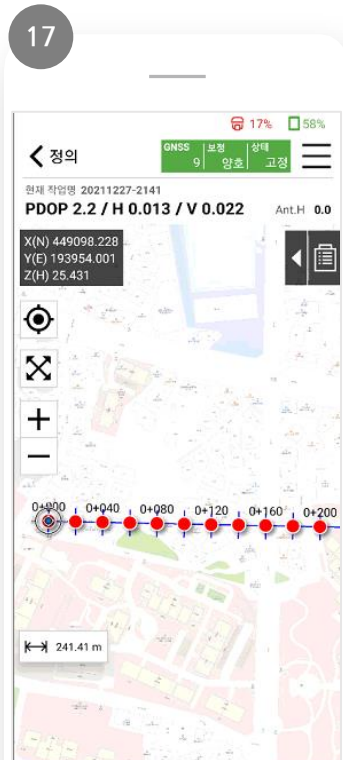 17
17% 58%
정의
GNSS 보정 상태
9 양호 고정
현재 작업명 20211227-2141
PDOP 2.2 / H 0.013 / V 0.022 Ant.H 0.0
X(N) 449098.228
Y(E) 193954.001
Z(H) 25.431
0+000 0+040 0+080 0+120 0+160 0+200
241.41 m